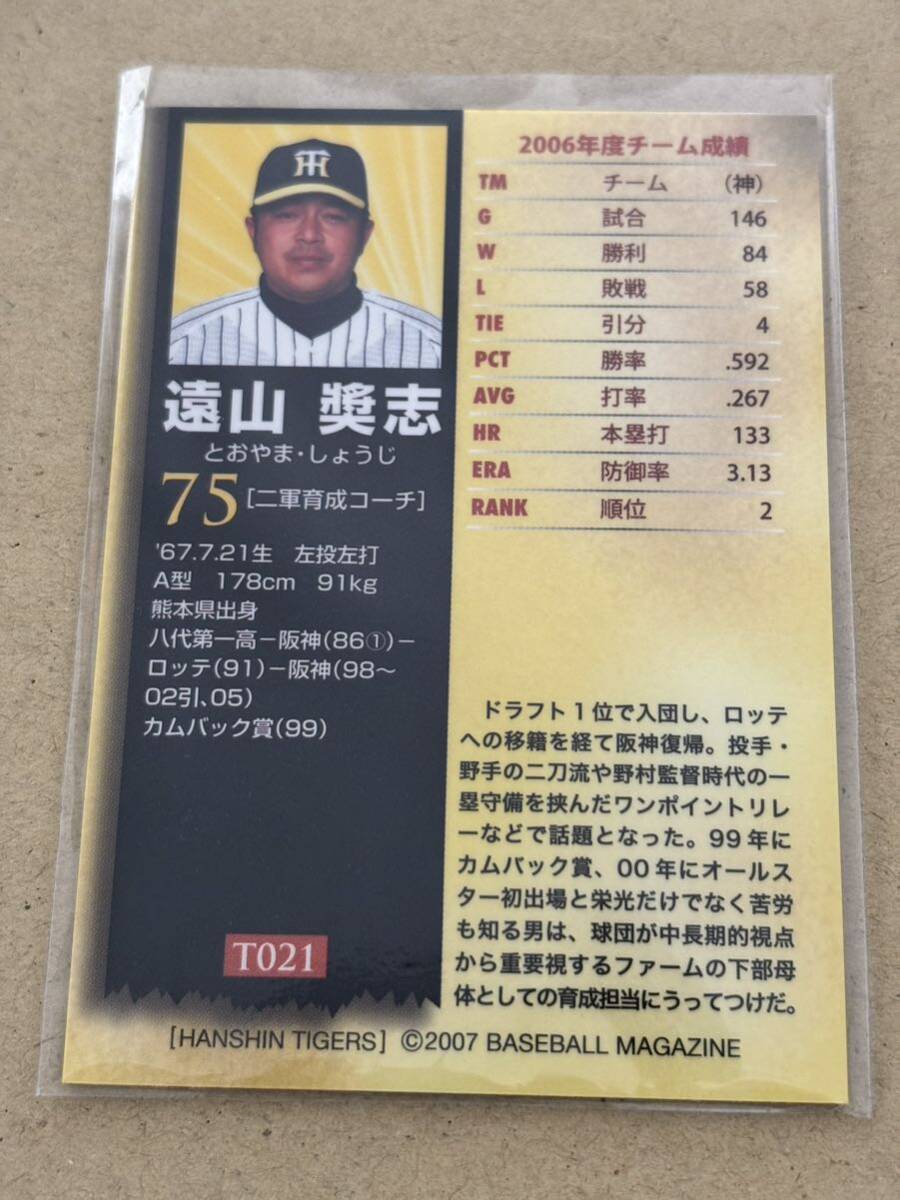 遠山 奬志
とおやま・しょうじ
75 [二軍育成コーチ]
'67.7.21生 左投左打
A型 178cm 91kg
熊本県出身
八代第一高－阪神(86①)－
ロッテ(91)－阪神(98～
02引、05)
カムバック賞(99)
T021
2006年度チーム成績
TM チーム (神)
G 試合 146
W 勝利 84
L 敗戦 58
TIE 引分 4
PCT 勝率 .592
AVG 打率 .267
HR 本塁打 133
ERA 防御率 3.13
RANK 順位 2
ドラフト1位で入団し、ロッテ
への移籍を経て阪神復帰。投手・
野手の二刀流や野村監督時代の一
塁守備を挟んだワンポイントリレ
ーなどで話題となった。99年に
カムバック賞、00年にオールス
ター初出場と栄光だけでなく苦労
も知る男は、球団が中長期的視点
から重要視するファームの下部母
体としての育成担当にうってつけだ。
[HANSHIN TIGERS] ©2007 BASEBALL MAGAZINE